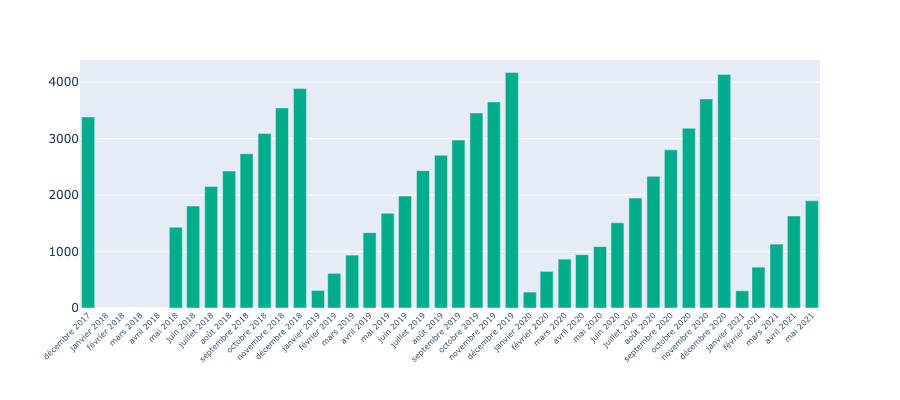 4000
3000
2000
1000
0
décembre 2017
janvier 2018
février 2018
mars 2018
avril 2018
mai 2018
juin 2018
juillet 2018
août 2018
septembre 2018
octobre 2018
novembre 2018
décembre 2018
janvier 2019
février 2019
mars 2019
avril 2019
mai 2019
juin 2019
juillet 2019
août 2019
septembre 2019
octobre 2019
novembre 2019
décembre 2019
janvier 2020
février 2020
mars 2020
avril 2020
mai 2020
juin 2020
juillet 2020
août 2020
septembre 2020
octobre 2020
novembre 2020
décembre 2020
janvier 2021
février 2021
mars 2021
avril 2021
mai 2021